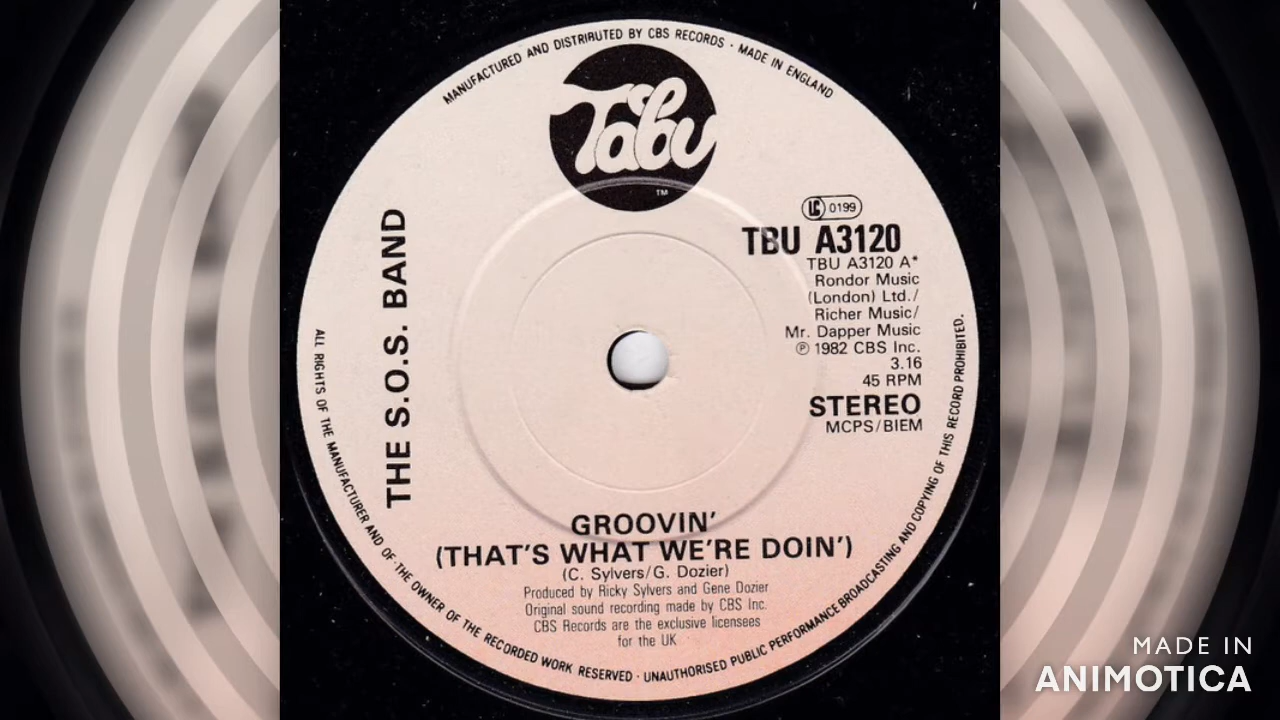 MANUFACTURED AND DISTRIBUTED BY CBS RECORDS · MADE IN ENGLAND
Tabu
TM
LC 0199
TBU A3120
TBU A3120 A*
Rondor Music
(London) Ltd./
Richer Music/
Mr. Dapper Music
℗ 1982 CBS Inc.
3.16
45 RPM
STEREO
MCPS/BIEM
THE S.O.S. BAND
GROOVIN'
(THAT'S WHAT WE'RE DOIN')
(C. Sylvers/G. Dozier)
Produced by Ricky Sylvers and Gene Dozier
Original sound recording made by CBS Inc.
CBS Records are the exclusive licensees
for the UK
ALL RIGHTS OF THE MANUFACTURER AND OF THE OWNER OF THE RECORDED WORK RESERVED · UNAUTHORISED PUBLIC PERFORMANCE BROADCASTING AND COPYING OF THIS RECORD PROHIBITED.
MADE IN
ANIMOTICA